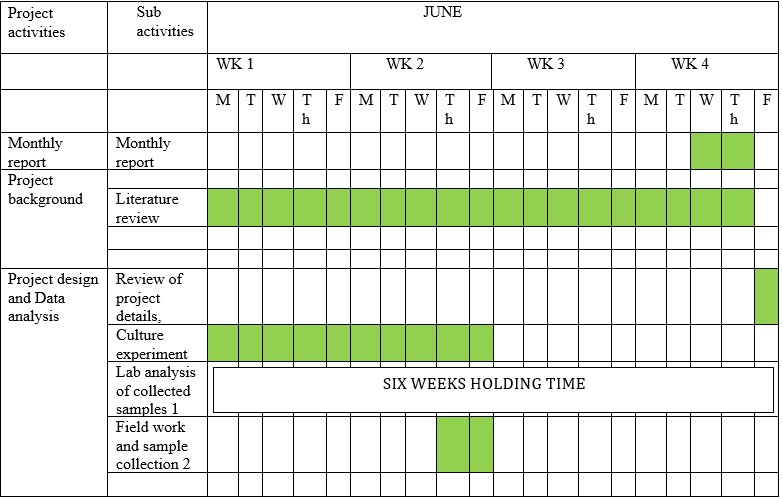 Project activities
Sub activities
JUNE
WK 1
WK 2
WK 3
WK 4
M T W Th F M T W Th F M T W Th F M T W Th F
Monthly report
Monthly report
Project background
Literature review
Project design and Data analysis
Review of project details,
Culture experiment
Lab analysis of collected samples 1
SIX WEEKS HOLDING TIME
Field work and sample collection 2